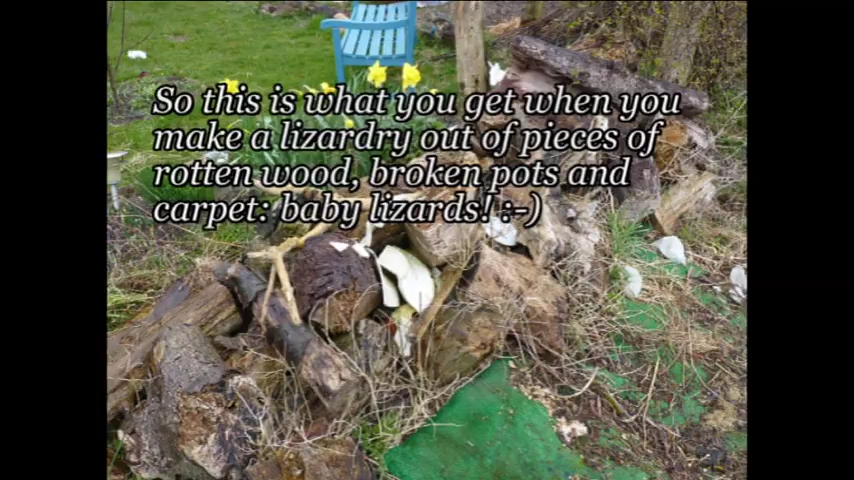 So this is what you get when you
make a lizardry out of pieces of
rotten wood, broken pots and
carpet: baby lizards! :-)